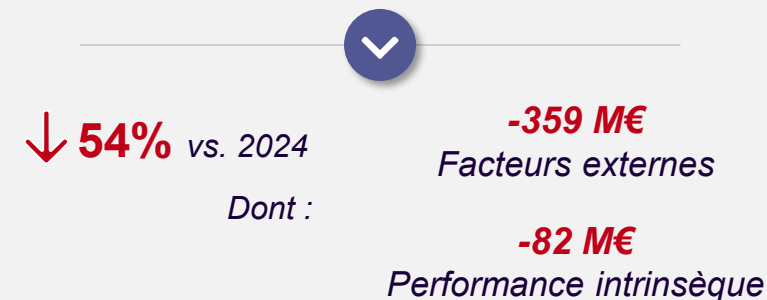 54% vs. 2024
Dont :
-359 M€
Facteurs externes
-82 M€
Performance intrinsèque